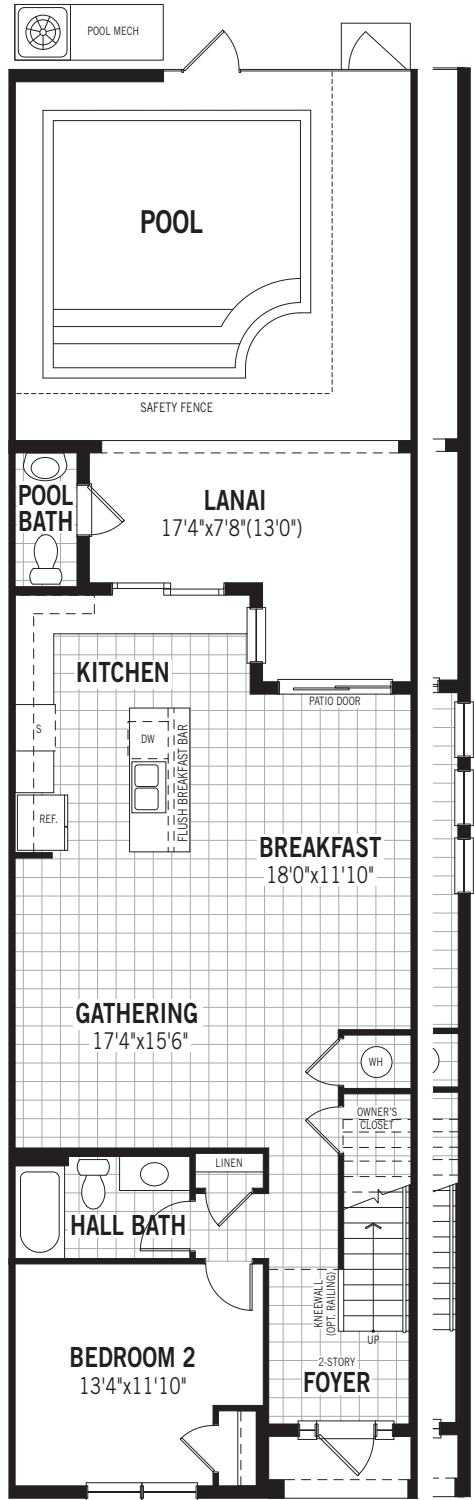 POOL MECH
POOL
SAFETY FENCE
POOL
BATH
LANAI
17'4"x7'8"(13'0")
KITCHEN
PATIO DOOR
S
DW
FLUSH BREAKFAST BAR
REF.
BREAKFAST
18'0"x11'10"
GATHERING
17'4"x15'6"
WH
OWNER'S
CLOSET
LINEN
HALL BATH
KNEEWALL
(OPT. RAILING)
UP
BEDROOM 2
13'4"x11'10"
2-STORY
FOYER